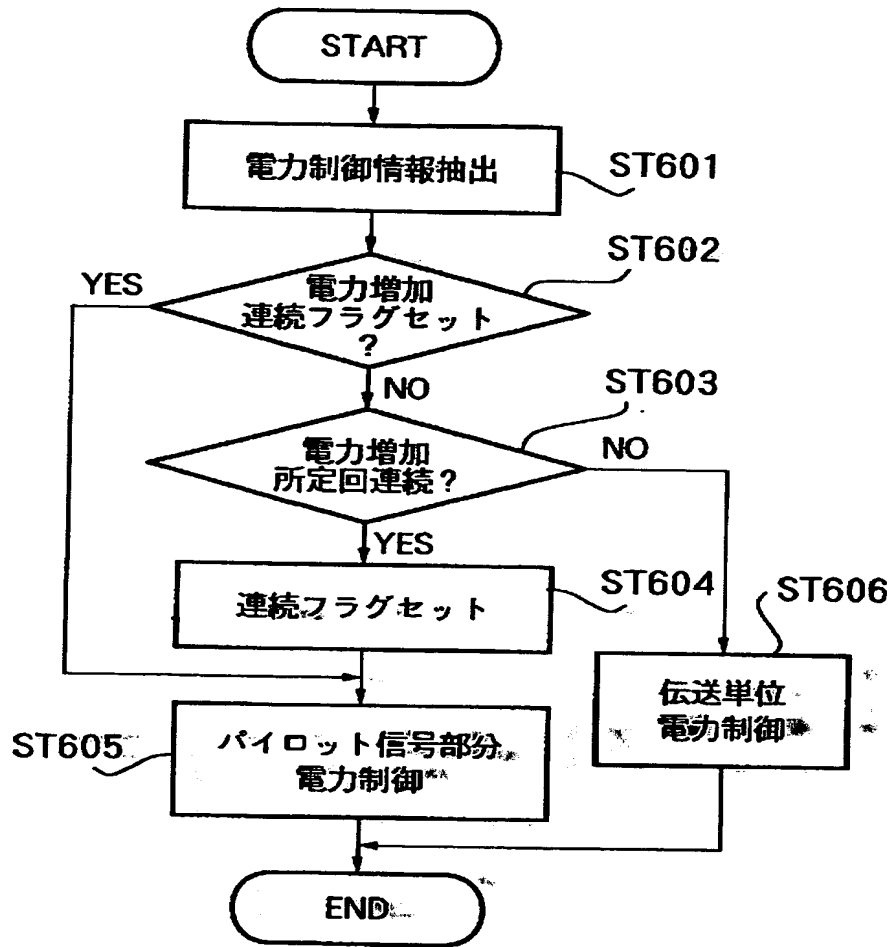 START
電力制御情報抽出
ST601
ST602
YES
電力増加
連続フラグセット
?
NO
ST603
電力増加
所定回連続?
NO
YES
ST604
連続フラグセット
ST606
伝送単位
電力制御
ST605
パイロット信号部分
電力制御
END